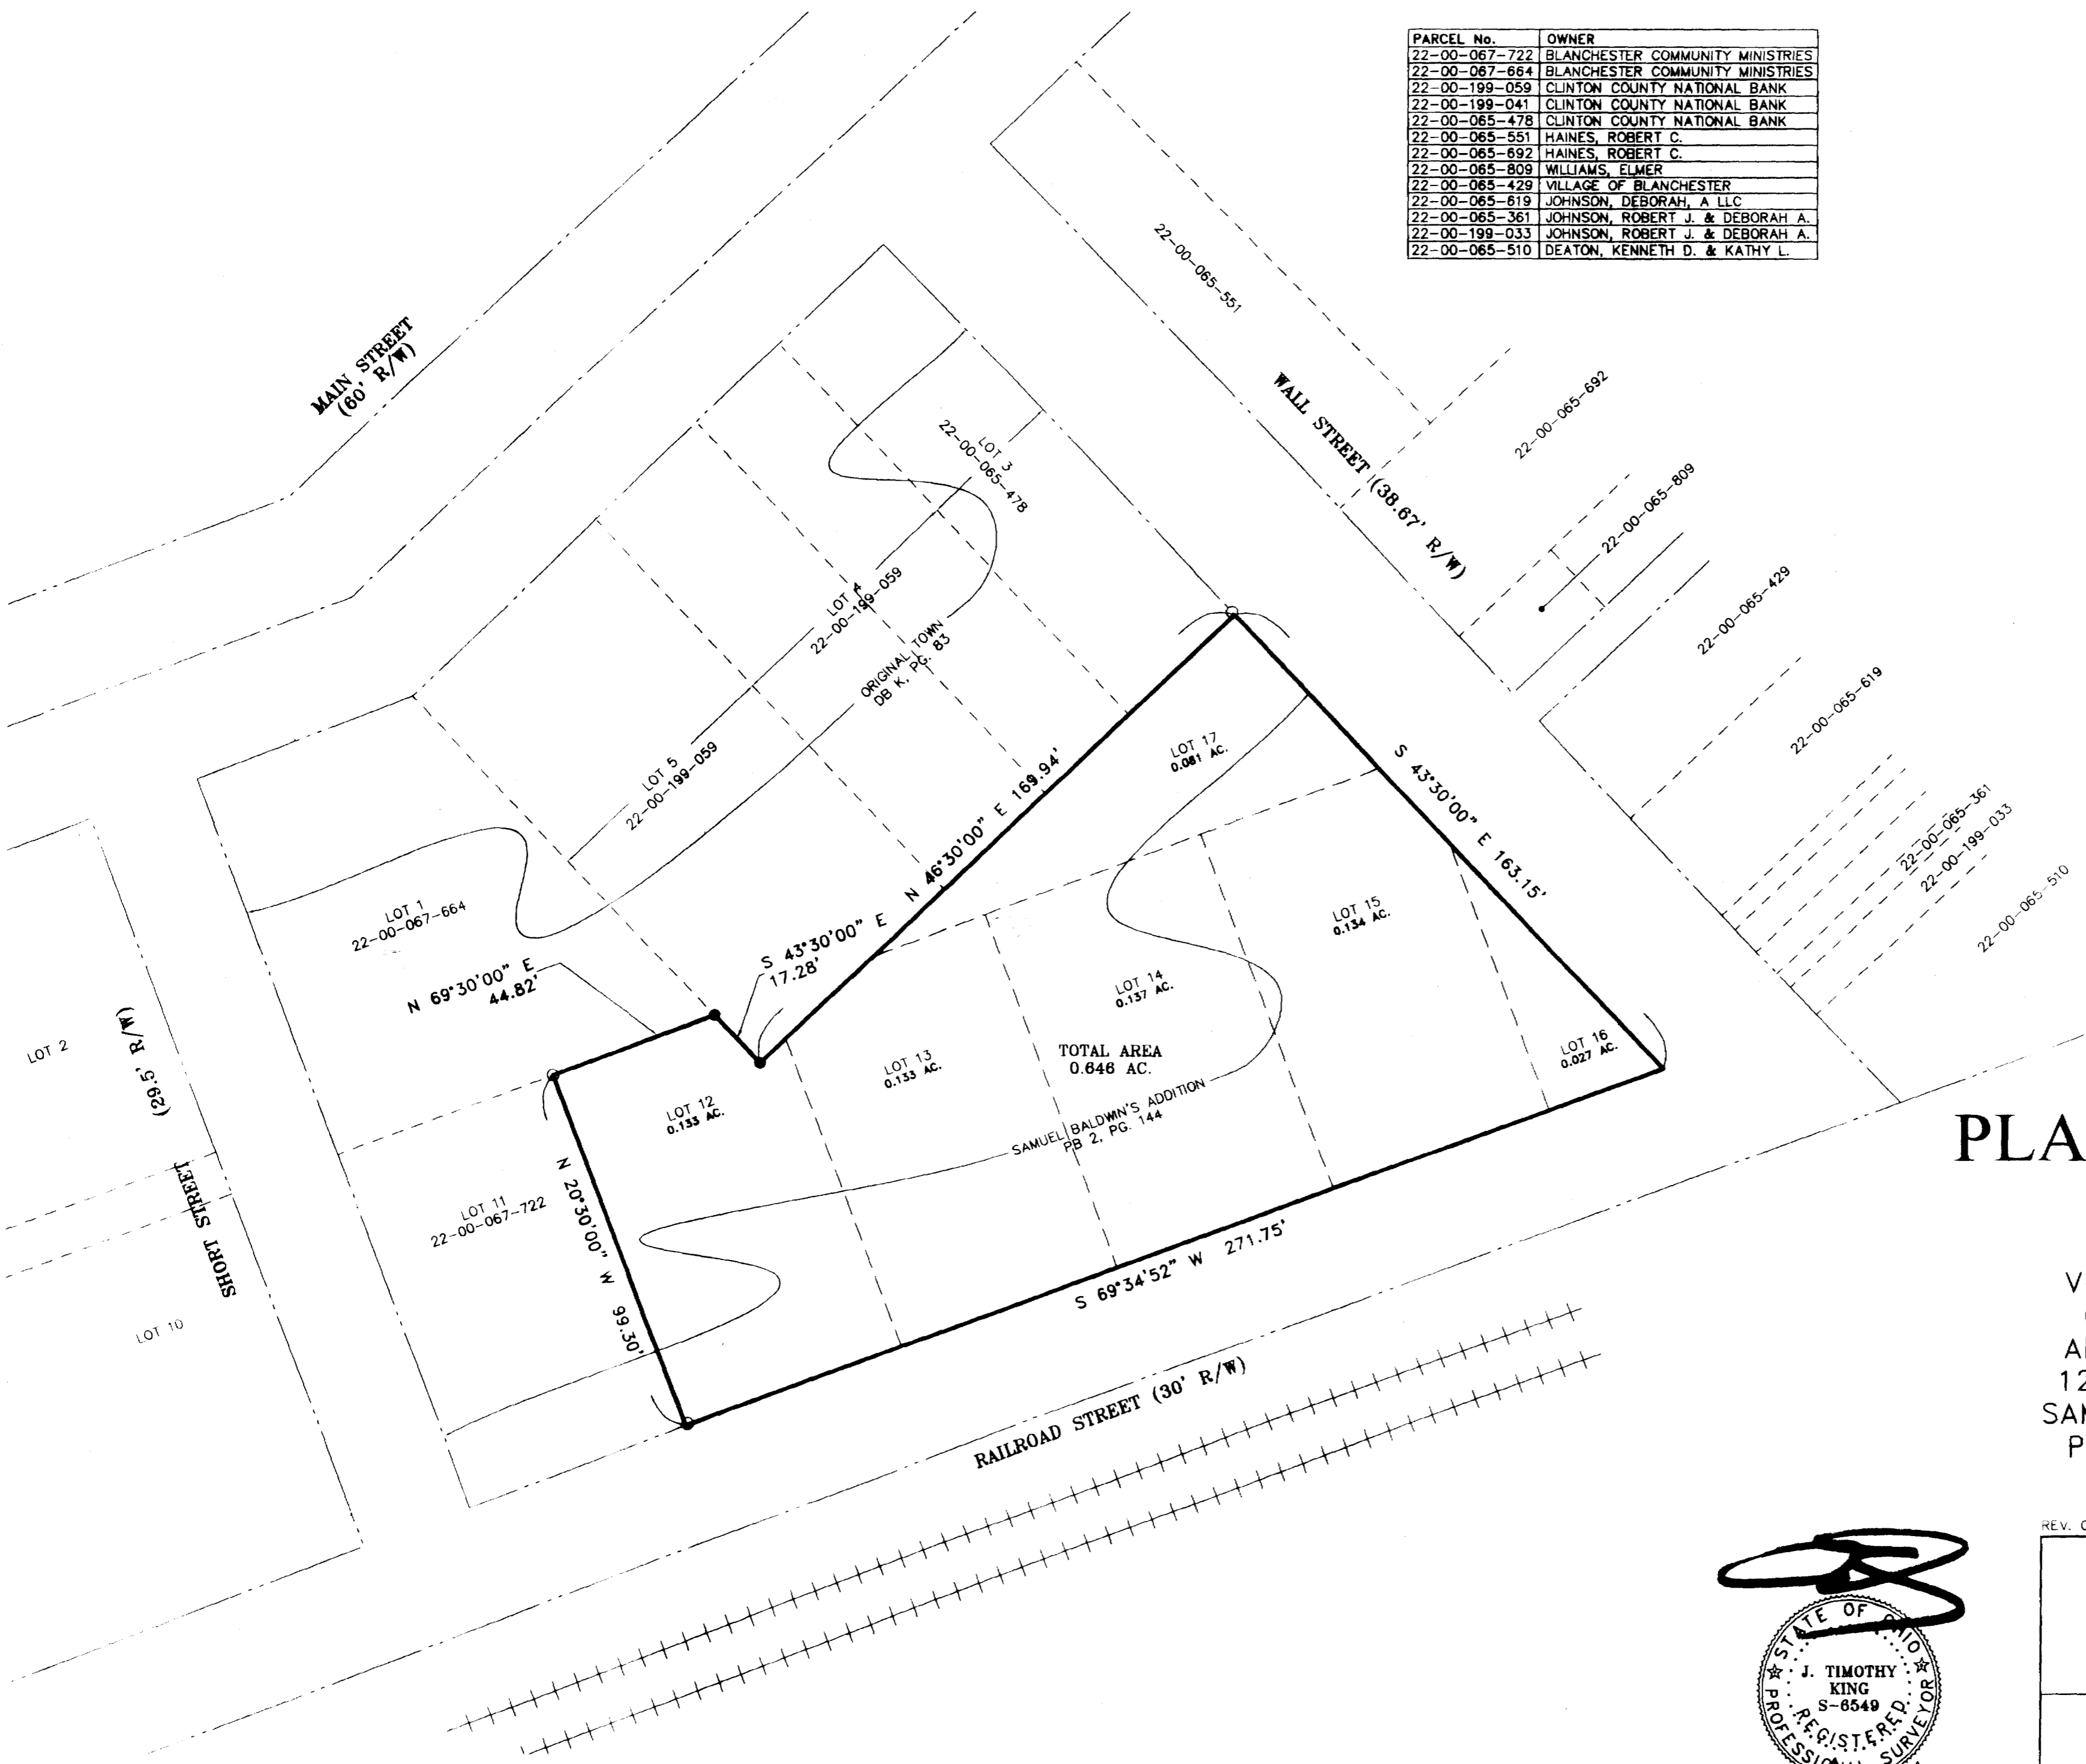 PARCEL No. OWNER
22-00-067-722 BLANCHESTER COMMUNITY MINISTRIES
22-00-067-664 BLANCHESTER COMMUNITY MINISTRIES
22-00-199-059 CLINTON COUNTY NATIONAL BANK
22-00-199-041 CLINTON COUNTY NATIONAL BANK
22-00-065-478 CLINTON COUNTY NATIONAL BANK
22-00-065-551 HAINES, ROBERT C.
22-00-065-692 HAINES, ROBERT C.
22-00-065-809 WILLIAMS, ELMER
22-00-065-429 VILLAGE OF BLANCHESTER
22-00-065-619 JOHNSON, DEBORAH, A LLC
22-00-065-361 JOHNSON, ROBERT J. & DEBORAH A.
22-00-199-033 JOHNSON, ROBERT J. & DEBORAH A.
22-00-065-510 DEATON, KENNETH D. & KATHY L.
MAIN STREET
(60' R/W)
22-00-065-551
WALL STREET (38.67' R/W)
22-00-065-692
22-00-065-809
22-00-065-429
22-00-065-619
22-00-065-361
22-00-199-033
22-00-065-510
LOT 3
22-00-065-478
LOT 4
22-00-199-059
ORIGINAL TOWN
DB K, PG. 83
LOT 5
22-00-199-059
LOT 1
22-00-067-664
N 69°30'00" E
44.82'
S 43°30'00" E
17.28'
N 46°30'00" E 169.94'
S 43°30'00" E 163.15'
LOT 17
0.081 AC.
LOT 15
0.134 AC.
LOT 14
0.137 AC.
LOT 16
0.027 AC.
LOT 13
0.133 AC.
LOT 12
0.133 AC.
TOTAL AREA
0.646 AC.
SAMUEL BALDWIN'S ADDITION
PB 2, PG. 144
LOT 2
(29.5' R/W)
SHORT STREET
LOT 11
22-00-067-722
N 20°30'00" W 99.30'
LOT 10
S 69°34'52" W 271.75'
RAILROAD STREET (30' R/W)
PLA
V
A
12
SAM
P
REV.
STATE OF OHIO
J. TIMOTHY
KING
S-6549
REGISTERED
PROFESSIONAL SURVEYOR